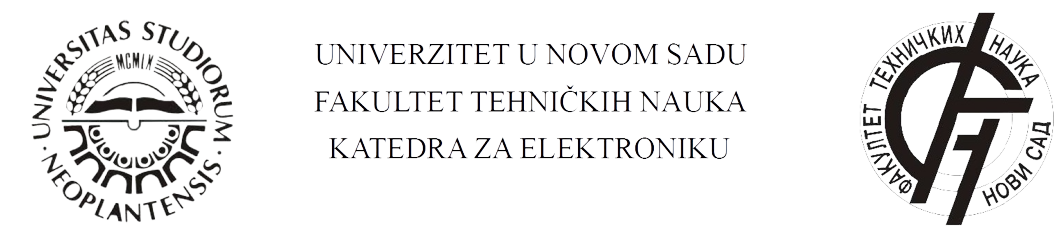 UNIVERSITAS STUDIORUM
· NEOPLANTENSIS ·
MCMLX
UNIVERZITET U NOVOM SADU
FAKULTET TEHNIČKIH NAUKA
KATEDRA ZA ELEKTRONIKU
ФАКУЛТЕТ ТЕХНИЧКИХ НАУКА
НОВИ САД